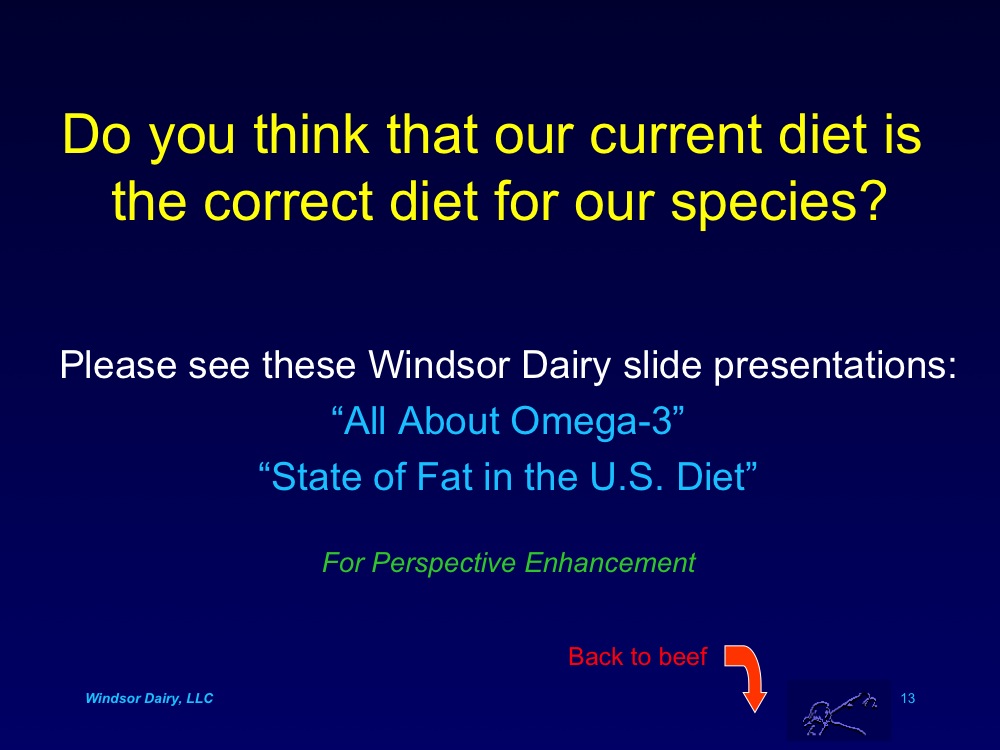 Do you think that our current diet is
the correct diet for our species?
Please see these Windsor Dairy slide presentations:
“All About Omega-3”
“State of Fat in the U.S. Diet”
For Perspective Enhancement
Back to beef
Windsor Dairy, LLC
13